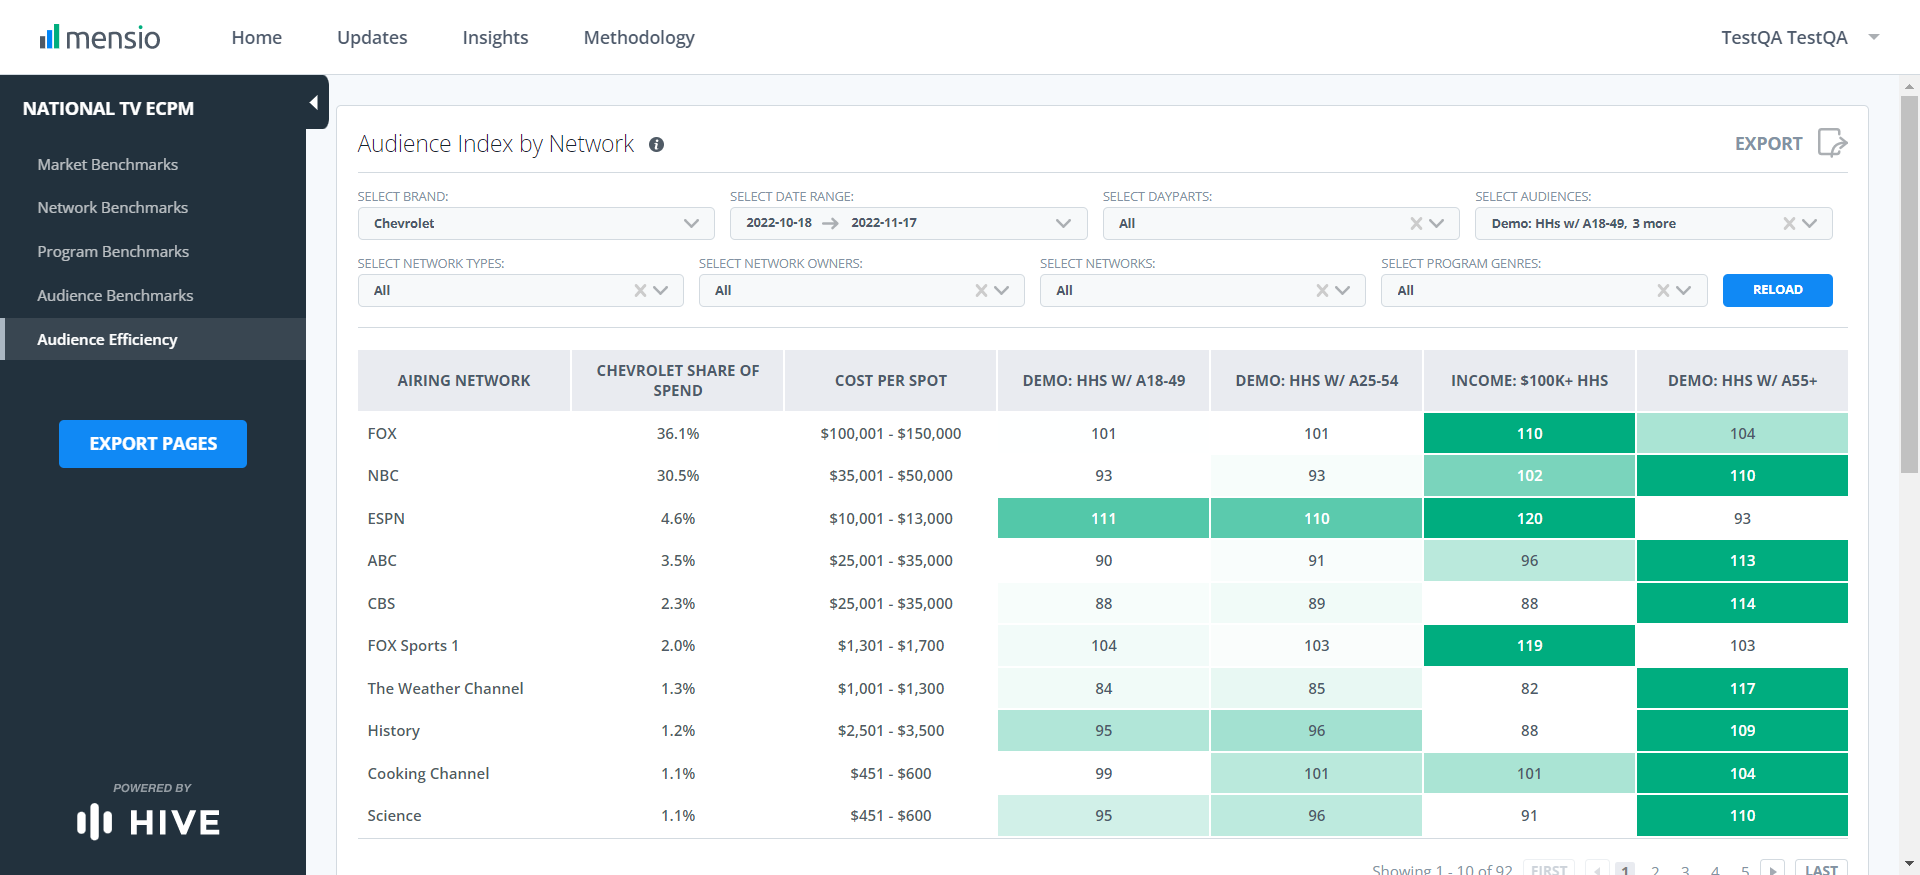 mensio
Home
Updates
Insights
Methodology
TestQA TestQA
NATIONAL TV ECPM
Market Benchmarks
Network Benchmarks
Program Benchmarks
Audience Benchmarks
Audience Efficiency
EXPORT PAGES
POWERED BY
HIVE
Audience Index by Network
EXPORT
SELECT BRAND: SELECT DATE RANGE: SELECT DAYPARTS: SELECT AUDIENCES:
Chevrolet 2022-10-18 → 2022-11-17 All Demo: HHs w/ A18-49, 3 more
SELECT NETWORK TYPES: SELECT NETWORK OWNERS: SELECT NETWORKS: SELECT PROGRAM GENRES:
All All All All RELOAD
AIRING NETWORK CHEVROLET SHARE OF SPEND COST PER SPOT DEMO: HHS W/ A18-49 DEMO: HHS W/ A25-54 INCOME: $100K+ HHS DEMO: HHS W/ A55+
FOX 36.1% $100,001 - $150,000 101 101 110 104
NBC 30.5% $35,001 - $50,000 93 93 102 110
ESPN 4.6% $10,001 - $13,000 111 110 120 93
ABC 3.5% $25,001 - $35,000 90 91 96 113
CBS 2.3% $25,001 - $35,000 88 89 88 114
FOX Sports 1 2.0% $1,301 - $1,700 104 103 119 103
The Weather Channel 1.3% $1,001 - $1,300 84 85 82 117
History 1.2% $2,501 - $3,500 95 96 88 109
Cooking Channel 1.1% $451 - $600 99 101 101 104
Science 1.1% $451 - $600 95 96 91 110
Showing 1 - 10 of 92 FIRST 1 2 3 4 5 LAST